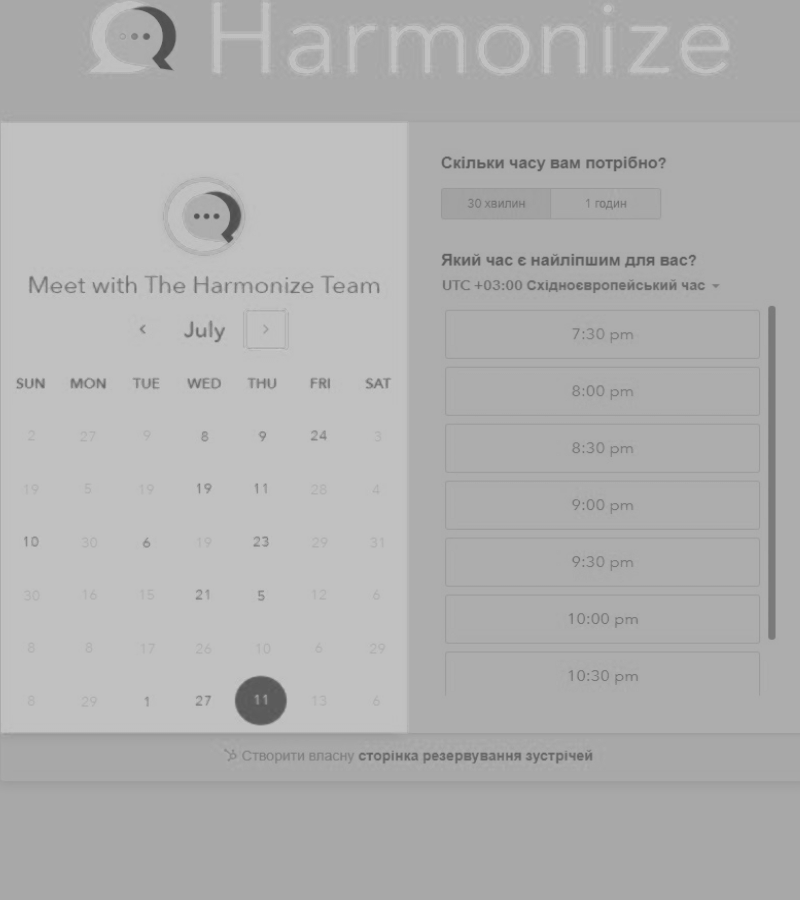 Harmonize
Meet with The Harmonize Team
July
SUN MON TUE WED THU FRI SAT
2 27 9 8 9 24 3
19 5 19 19 11 28 4
10 30 6 19 23 29 31
30 16 15 21 5 12 6
8 8 17 26 10 6 29
8 29 1 27 11 13 6
Скільки часу вам потрібно?
30 хвилин 1 годин
Який час є найліпшим для вас?
UTC +03:00 Східноєвропейський час
7:30 pm
8:00 pm
8:30 pm
9:00 pm
9:30 pm
10:00 pm
10:30 pm
Створити власну сторінка резервування зустрічей